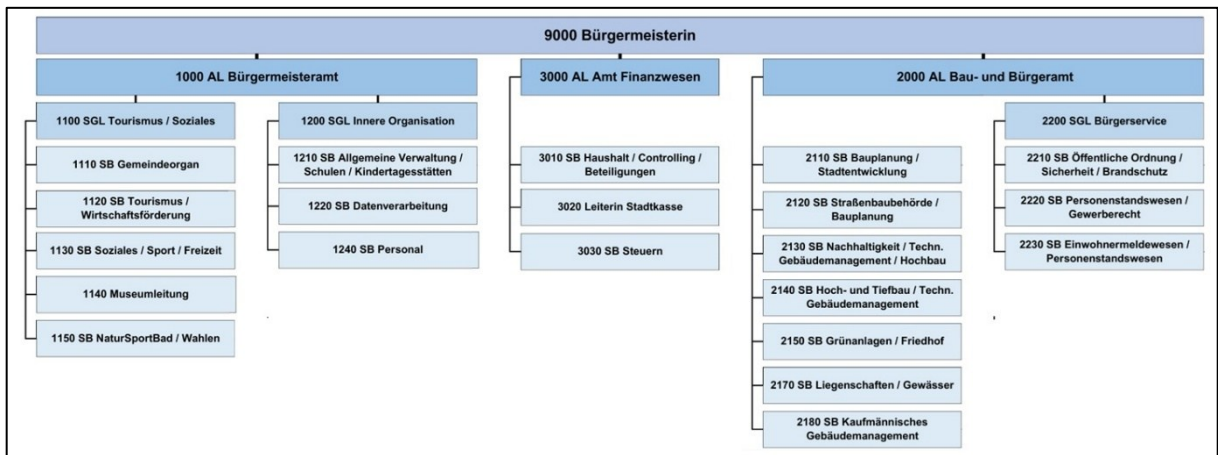 9000 Bürgermeisterin
1000 AL Bürgermeisteramt
1100 SGL Tourismus / Soziales
1110 SB Gemeindeorgan
1120 SB Tourismus /
Wirtschaftsförderung
1130 SB Soziales / Sport / Freizeit
1140 Museumleitung
1150 SB NaturSportBad / Wahlen
1200 SGL Innere Organisation
1210 SB Allgemeine Verwaltung /
Schulen / Kindertagesstätten
1220 SB Datenverarbeitung
1240 SB Personal
3000 AL Amt Finanzwesen
3010 SB Haushalt / Controlling /
Beteiligungen
3020 Leiterin Stadtkasse
3030 SB Steuern
2000 AL Bau- und Bürgeramt
2110 SB Bauplanung /
Stadtentwicklung
2120 SB Straßenbaubehörde /
Bauplanung
2130 SB Nachhaltigkeit / Techn.
Gebäudemanagement / Hochbau
2140 SB Hoch- und Tiefbau / Techn.
Gebäudemanagement
2150 SB Grünanlagen / Friedhof
2170 SB Liegenschaften / Gewässer
2180 SB Kaufmännisches
Gebäudemanagement
2200 SGL Bürgerservice
2210 SB Öffentliche Ordnung /
Sicherheit / Brandschutz
2220 SB Personenstandswesen /
Gewerberecht
2230 SB Einwohnermeldewesen /
Personenstandswesen